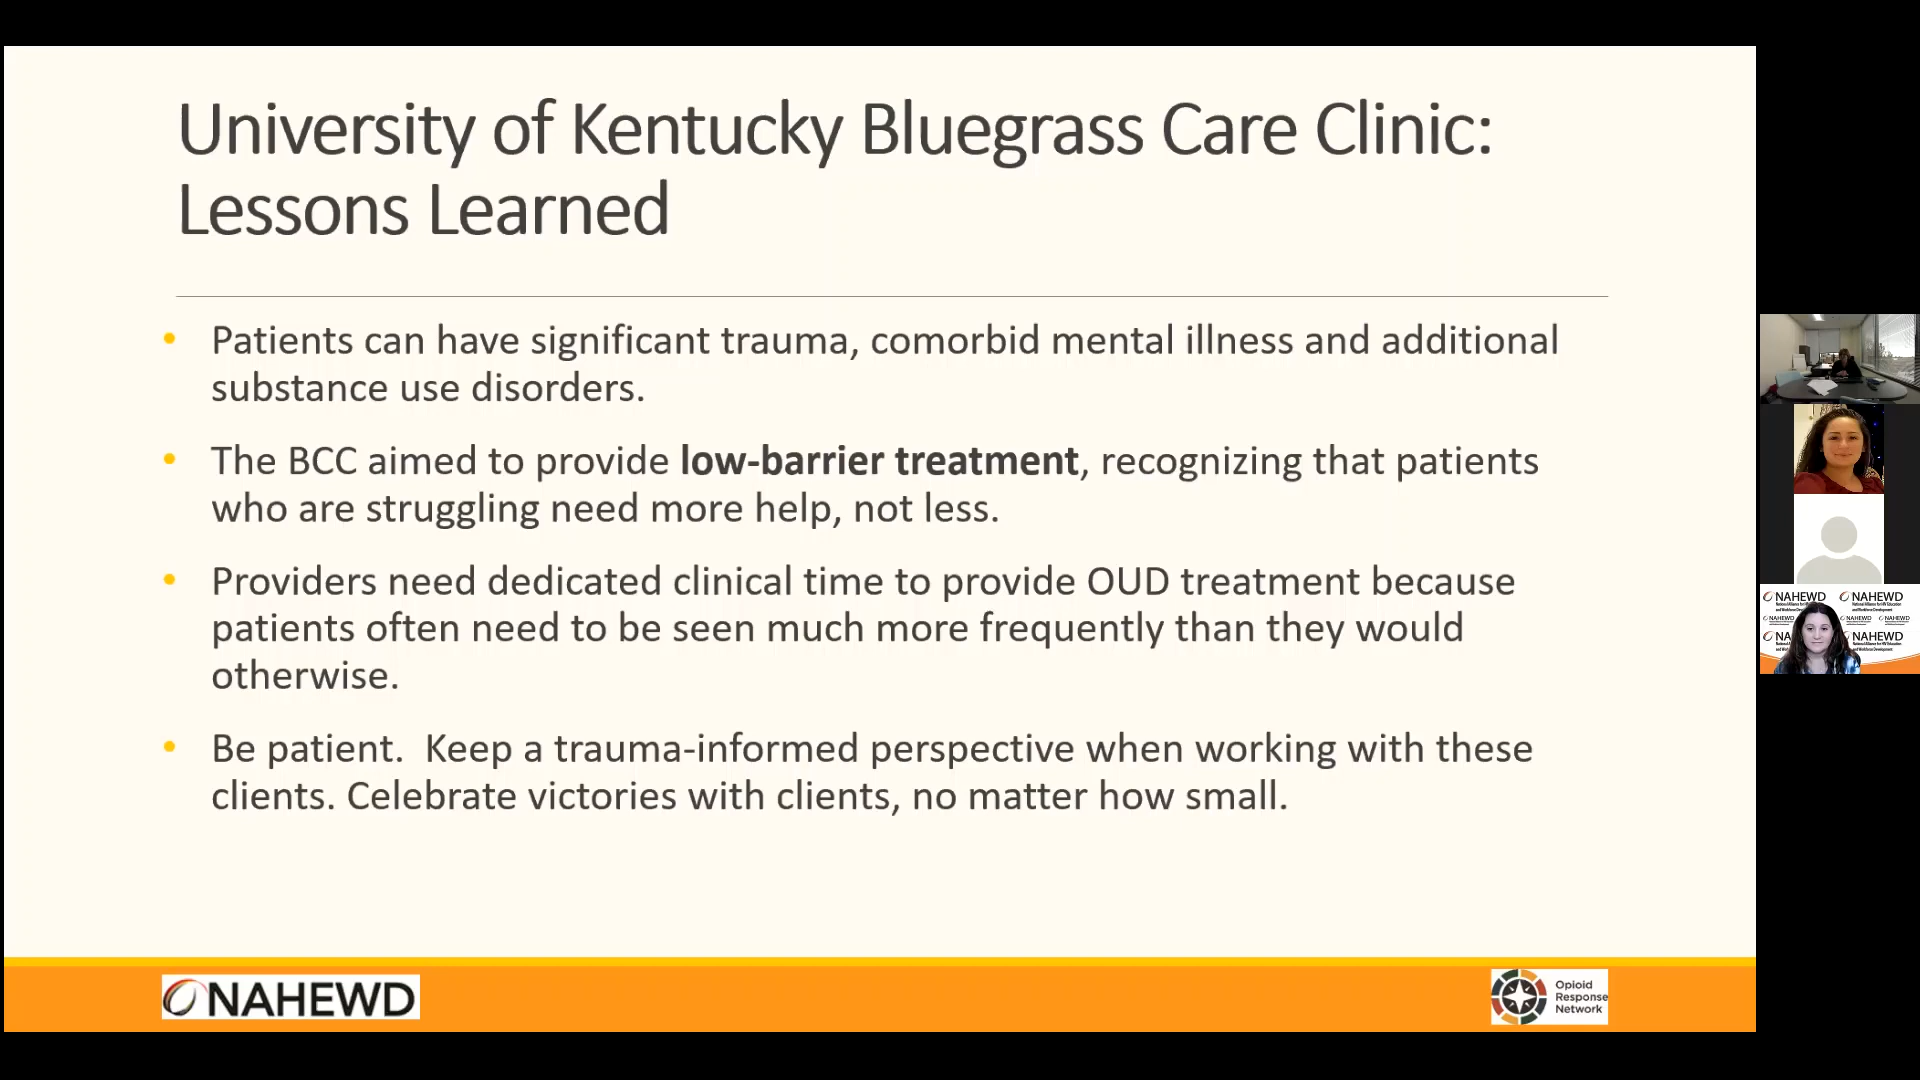 University of Kentucky Bluegrass Care Clinic:
Lessons Learned
• Patients can have significant trauma, comorbid mental illness and additional
substance use disorders.
• The BCC aimed to provide low-barrier treatment, recognizing that patients
who are struggling need more help, not less.
• Providers need dedicated clinical time to provide OUD treatment because
patients often need to be seen much more frequently than they would
otherwise.
• Be patient.  Keep a trauma-informed perspective when working with these
clients. Celebrate victories with clients, no matter how small.
NAHEWD
Opioid
Response
Network
NAHEWD
NAHEWD
NAHEWD
NAHEWD
NAHEWD